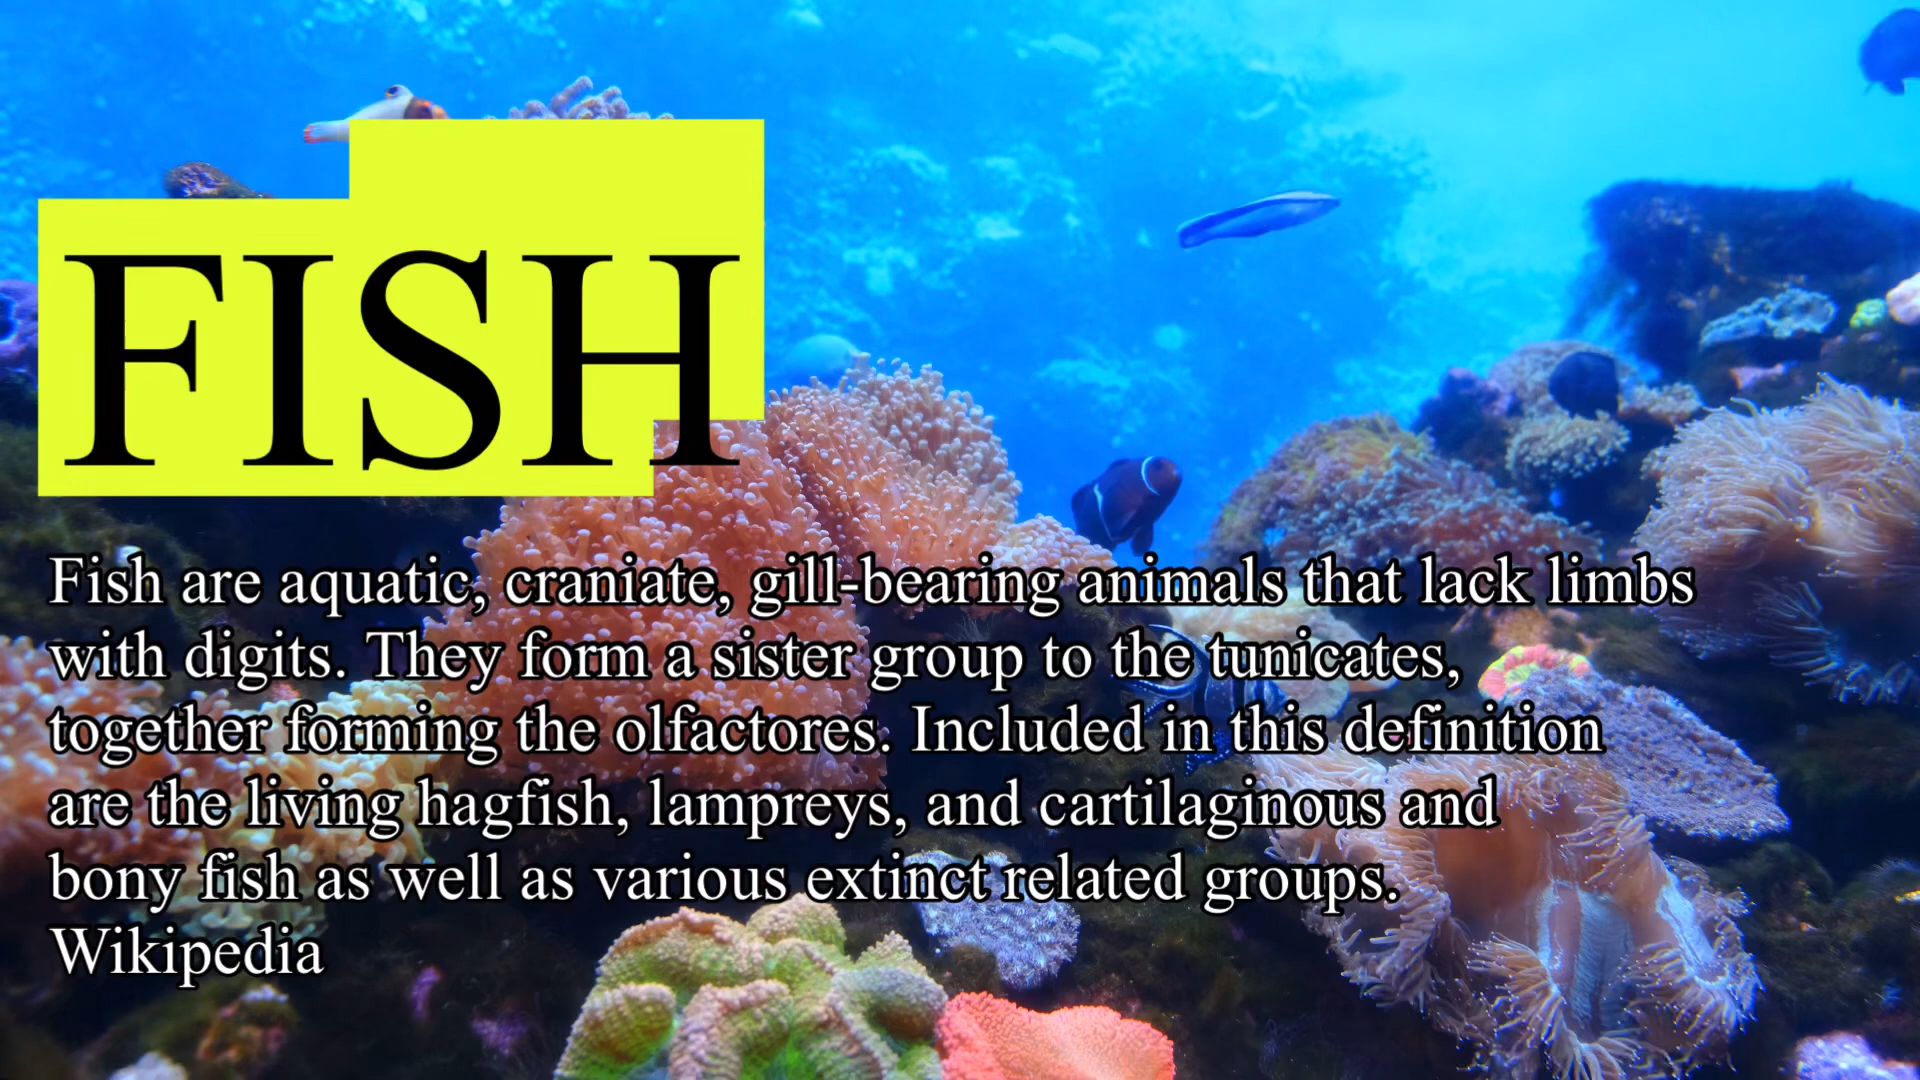 FISH
Fish are aquatic, craniate, gill-bearing animals that lack limbs
with digits. They form a sister group to the tunicates,
together forming the olfactores. Included in this definition
are the living hagfish, lampreys, and cartilaginous and
bony fish as well as various extinct related groups.
Wikipedia